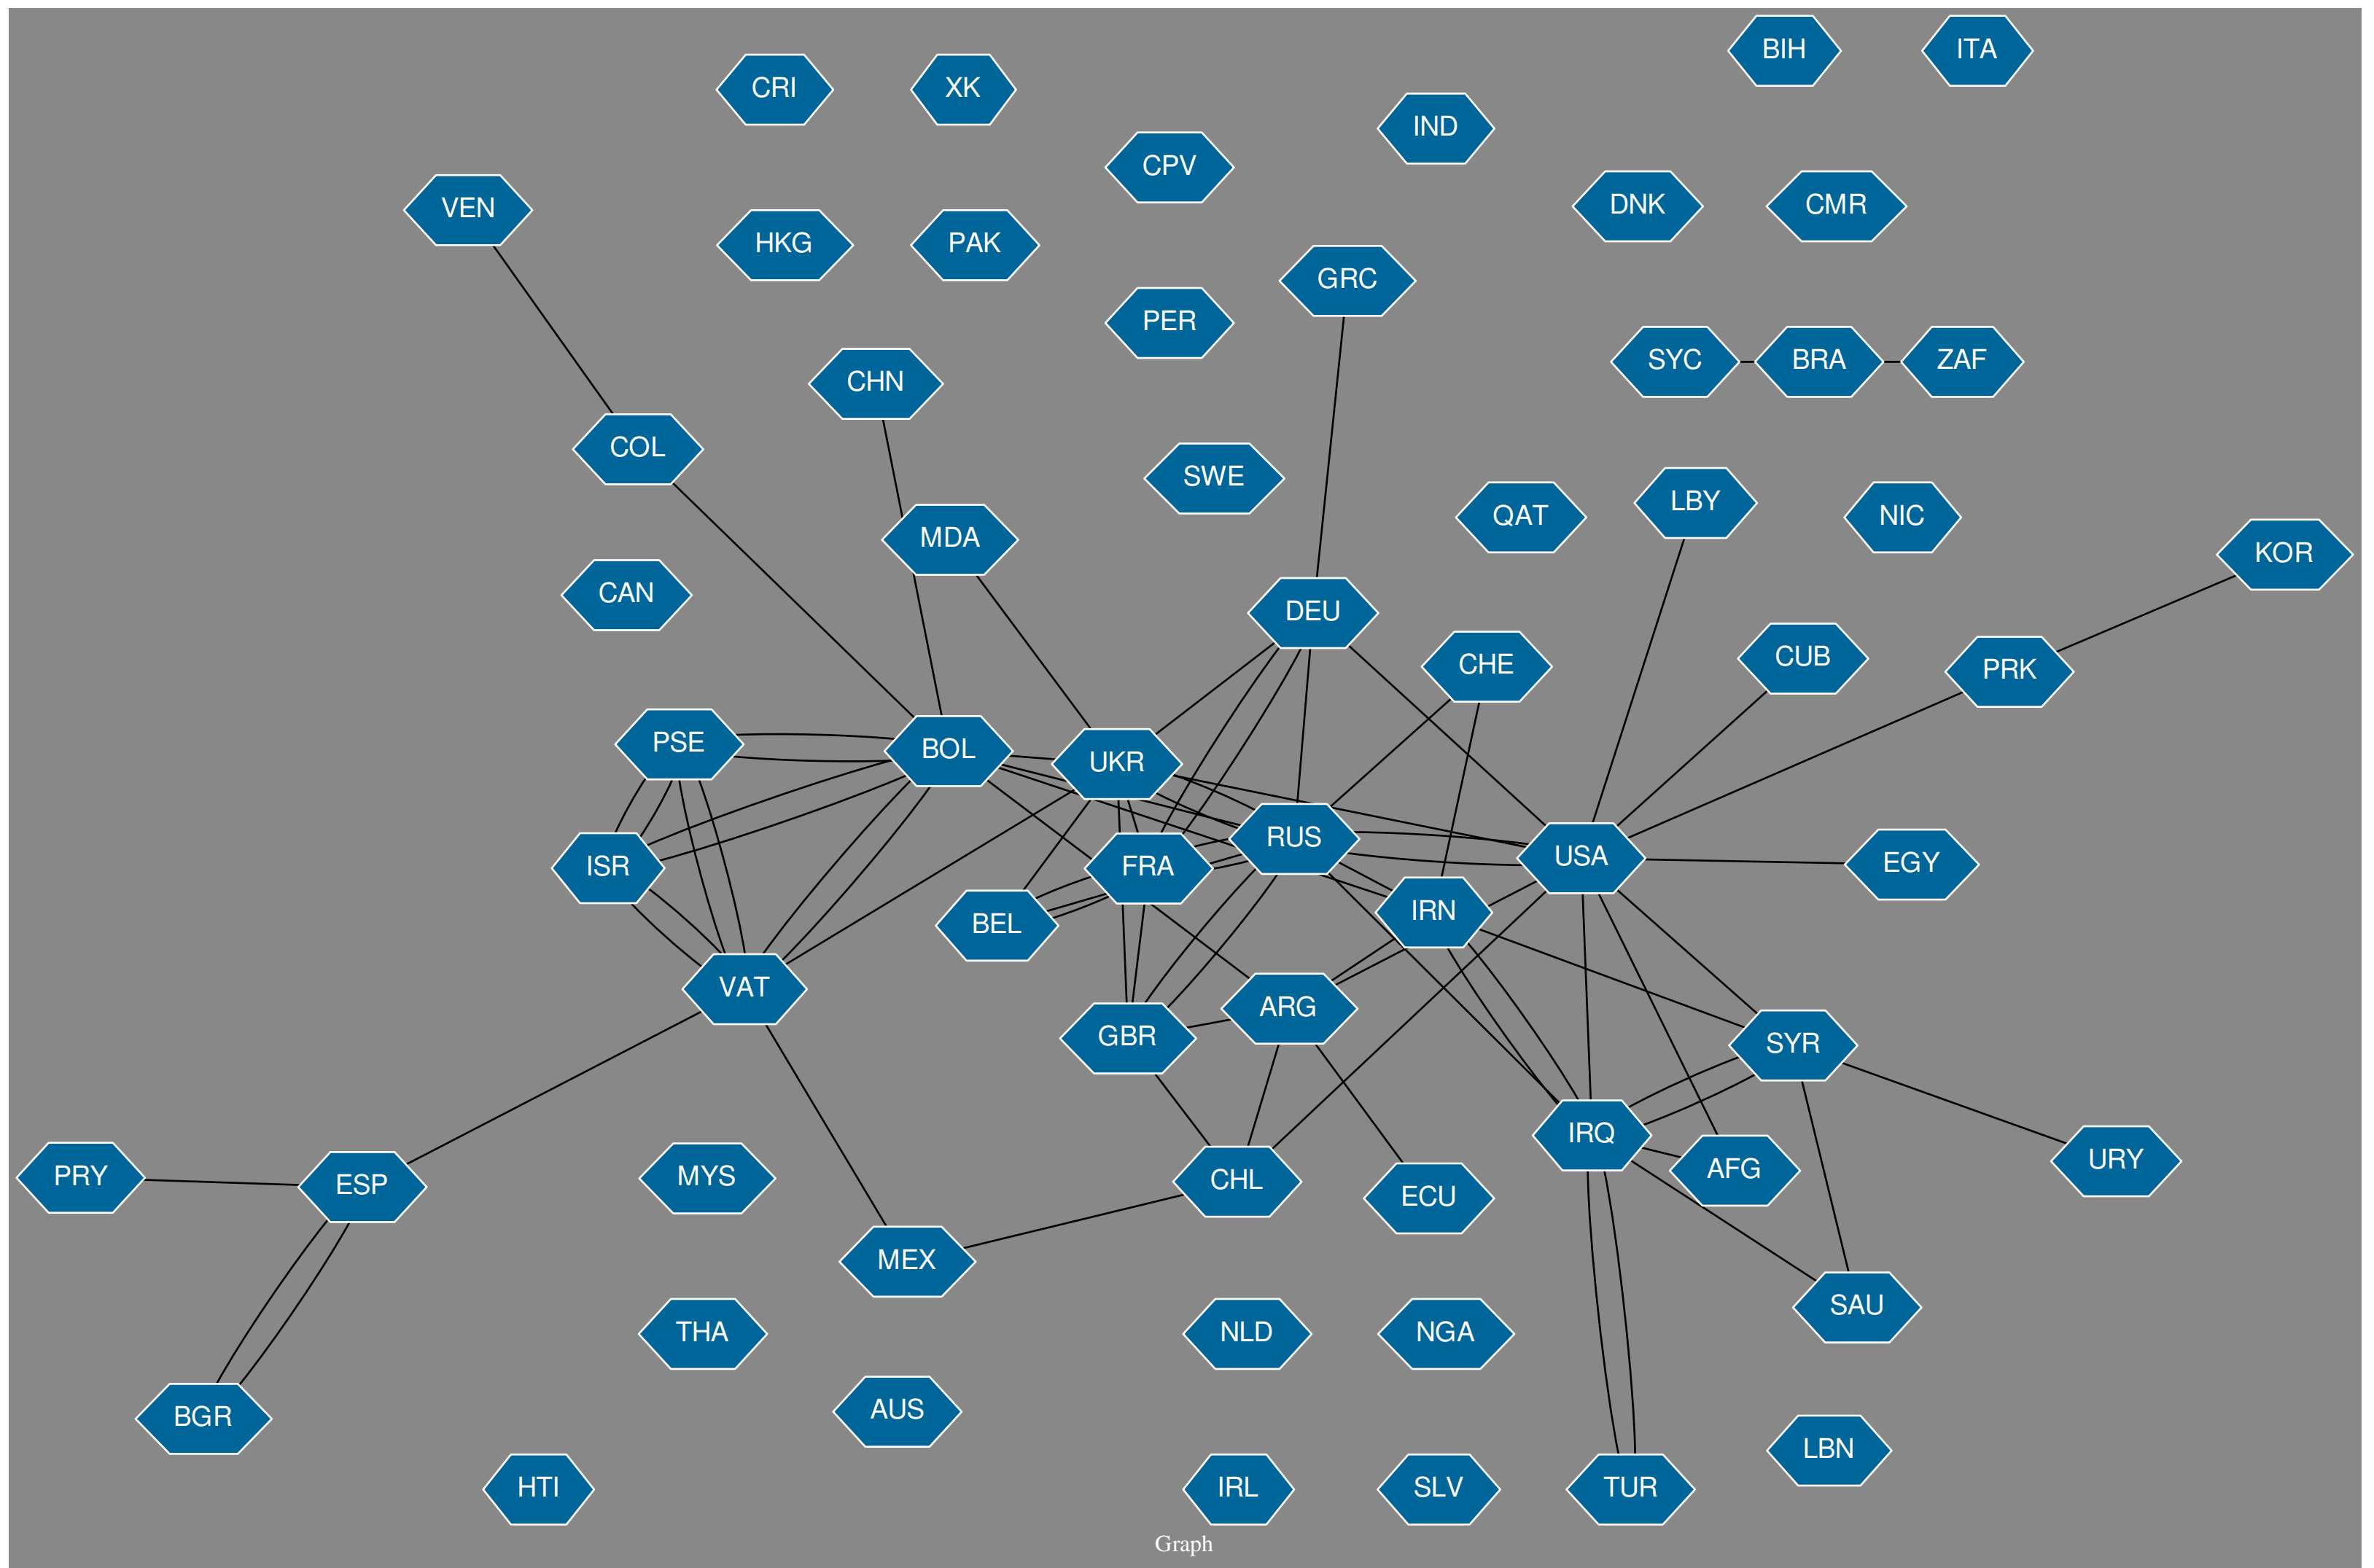 BIH
ITA
CRI
XK
IND
CPV
VEN
DNK
CMR
HKG
PAK
GRC
PER
SYC
BRA
ZAF
CHN
COL
SWE
LBY
QAT
NIC
MDA
KOR
CAN
DEU
CHE
CUB
PRK
PSE
BOL
UKR
RUS
USA
EGY
ISR
FRA
IRN
BEL
VAT
ARG
GBR
SYR
IRQ
AFG
URY
PRY
ESP
MYS
CHL
ECU
MEX
SAU
THA
NLD
NGA
BGR
AUS
LBN
HTI
IRL
SLV
TUR
Graph